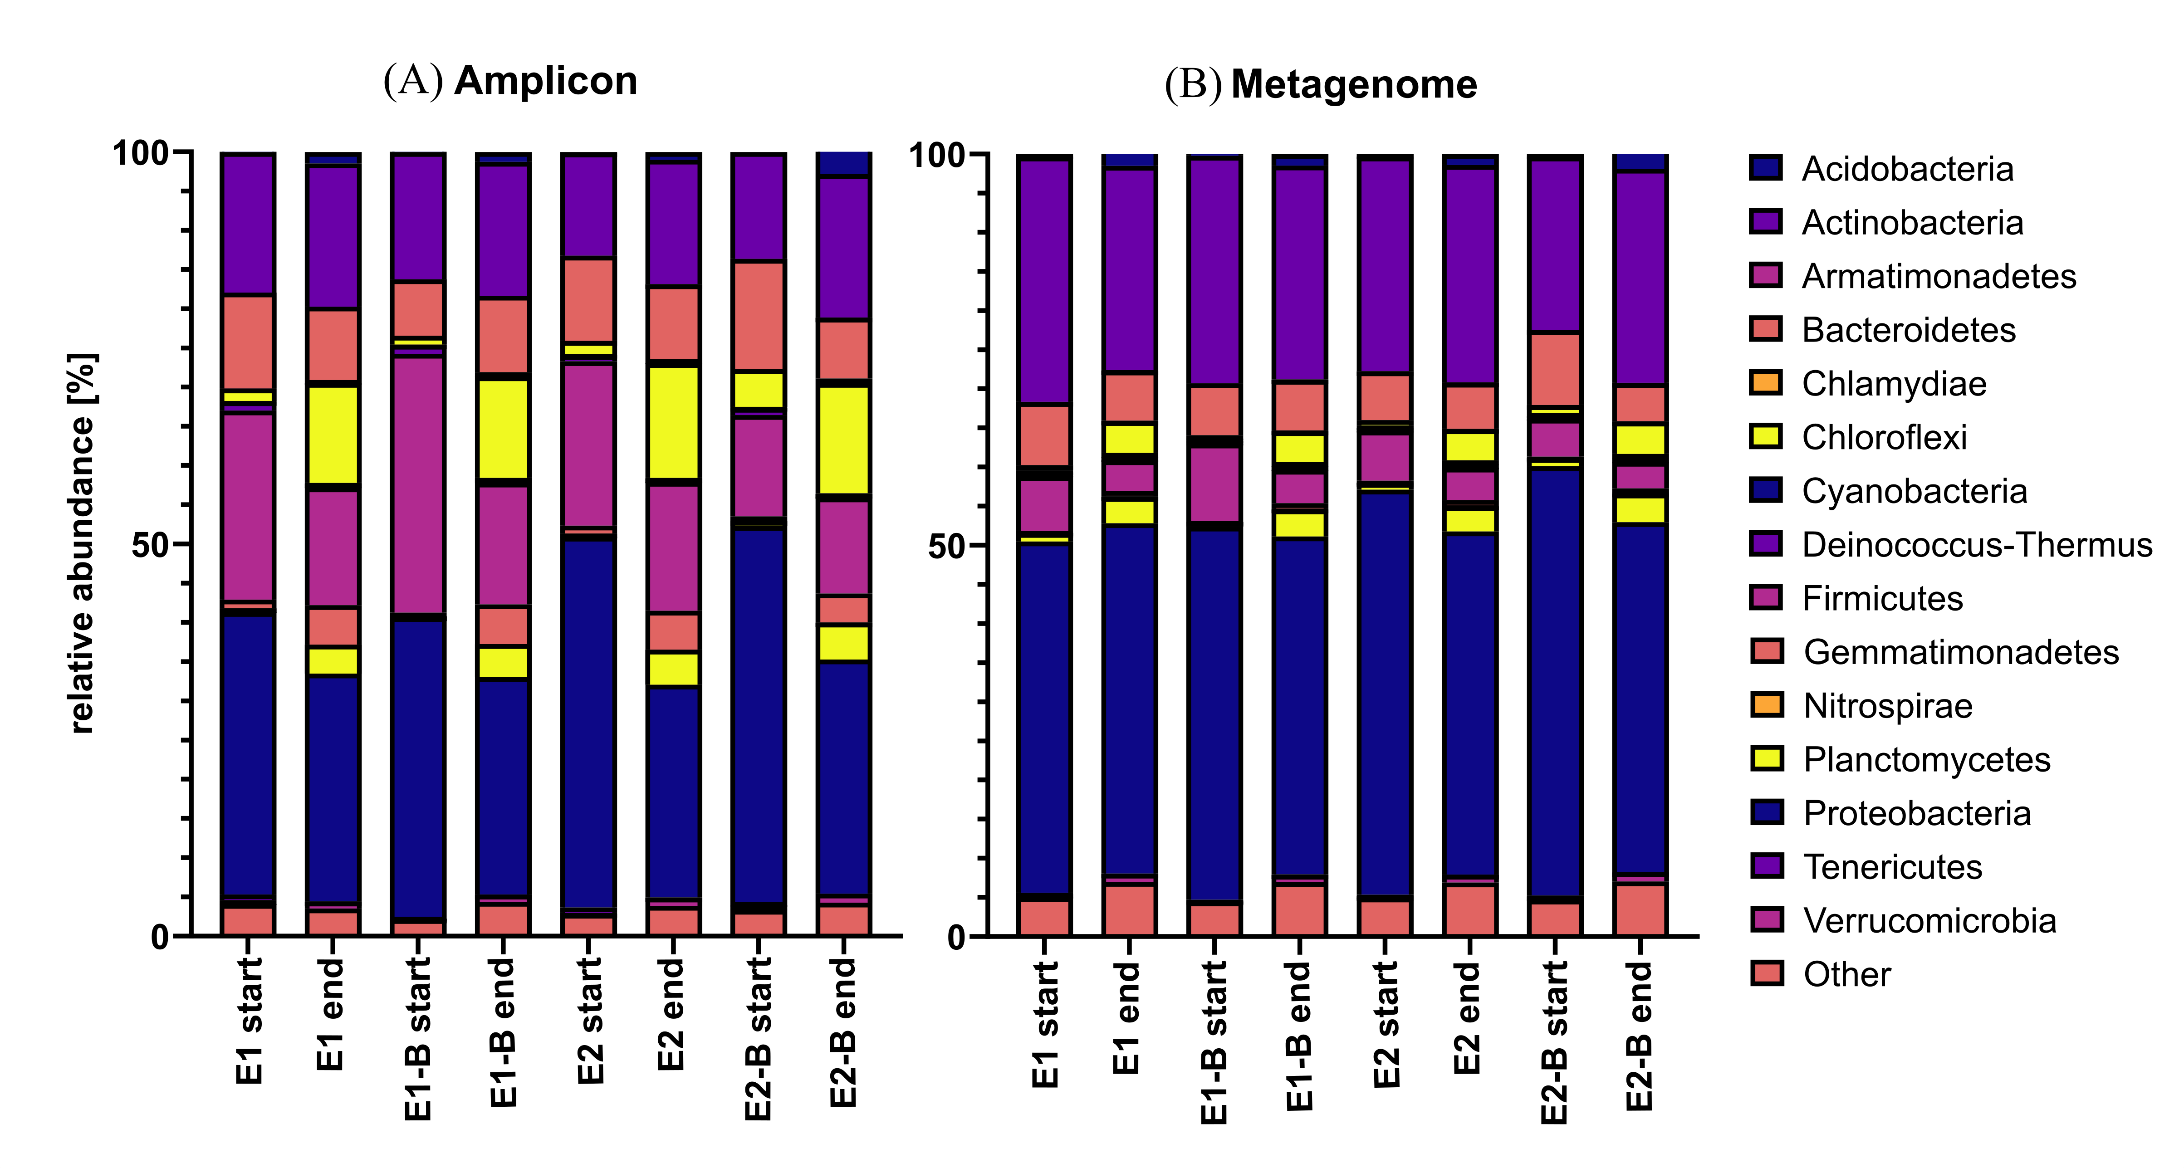 (A) Amplicon
(B) Metagenome
relative abundance [%]
100
50
0
E1 start
E1 end
E1-B start
E1-B end
E2 start
E2 end
E2-B start
E2-B end
100
50
0
E1 start
E1 end
E1-B start
E1-B end
E2 start
E2 end
E2-B start
E2-B end
Acidobacteria
Actinobacteria
Armatimonadetes
Bacteroidetes
Chlamydiae
Chloroflexi
Cyanobacteria
Deinococcus-Thermus
Firmicutes
Gemmatimonadetes
Nitrospirae
Planctomycetes
Proteobacteria
Tenericutes
Verrucomicrobia
Other